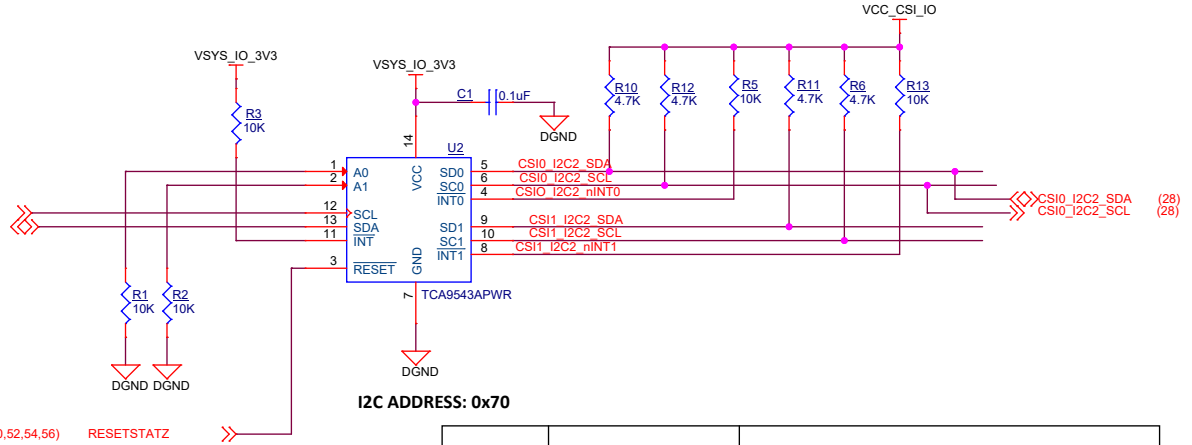 VCC_CSI_IO
VSYS_IO_3V3
VSYS_IO_3V3
R3
10K
C1
0.1uF
DGND
R10
4.7K
R12
4.7K
R5
10K
R11
4.7K
R6
4.7K
R13
10K
U2
14
VCC
1
A0
2
A1
12
SCL
13
SDA
11
INT
3
RESET
GND
7
SD0
5
CSI0_I2C2_SDA
SC0
6
CSI0_I2C2_SCL
INT0
4
CSIO_I2C2_nINT0
SD1
9
CSI1_I2C2_SDA
SC1
10
CSI1_I2C2_SCL
INT1
8
CSI1_I2C2_nINT1
CSI0_I2C2_SDA (28)
CSI0_I2C2_SCL (28)
TCA9543APWR
R1
10K
R2
10K
DGND
DGND
DGND
I2C ADDRESS: 0x70
0,52,54,56) RESETSTATZ